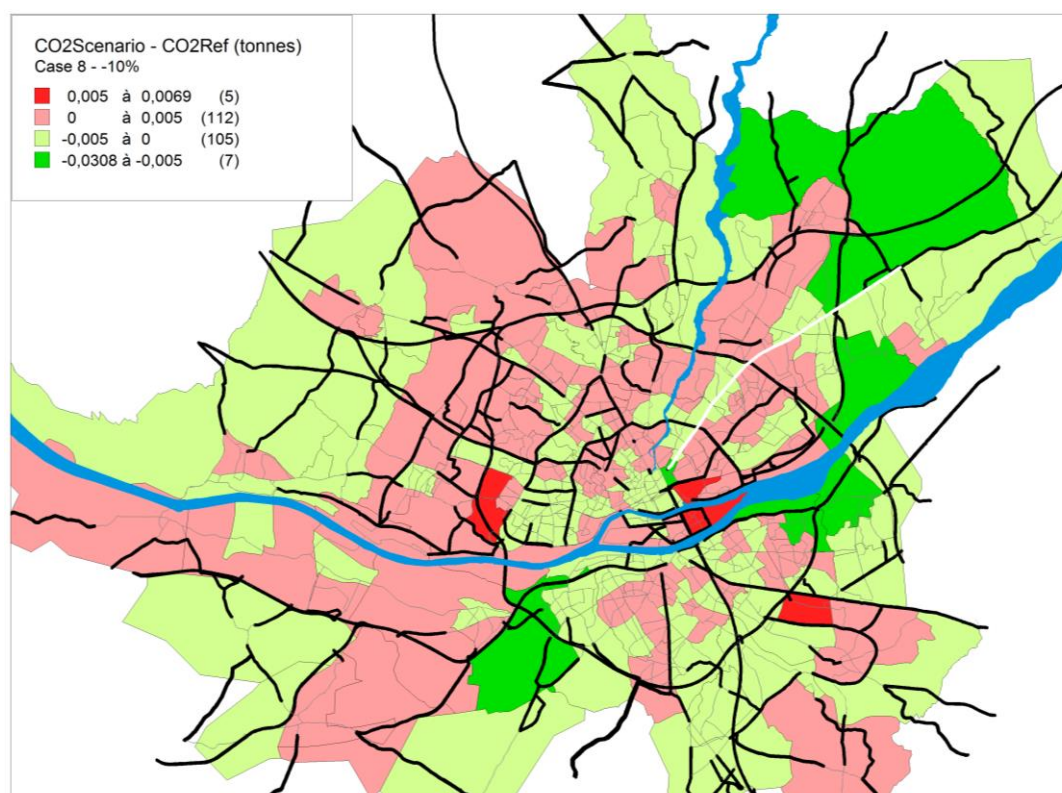 CO2Scenario - CO2Ref (tonnes)
Case 8 - -10%
0,005 à 0,0069 (5)
0 à 0,005 (112)
-0,005 à 0 (105)
-0,0308 à -0,005 (7)